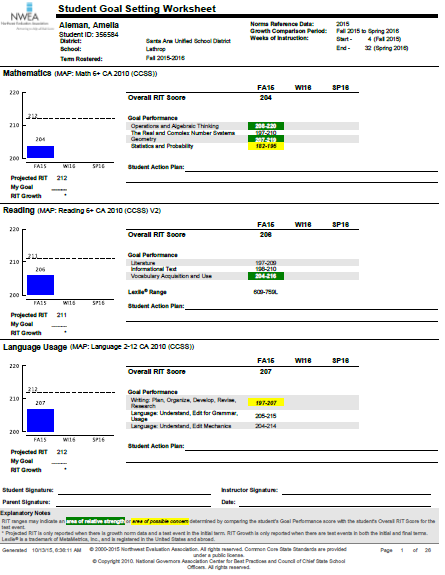 NWEA
Student Goal Setting Worksheet
Aleman, Amelia
Student ID: 356584
District: Santa Ana Unified School District
School: Lathrop
Term Rostered: Fall 2015-2016
Norms Reference Date: 2015
Growth Comparison Period: Fall 2015 to Spring 2016
Weeks of Instruction: Start - 4 (Fall 2015)
End - 32 (Spring 2016)
Mathematics (MAP: Math 6+ CA 2010 (CCSS))
FA15 WI16 SP16
Overall RIT Score 204
Goal Performance
Operations and Algebraic Thinking
The Real and Complex Number Systems 197-210
Geometry 207-219
Statistics and Probability 182-195
Student Action Plan:
220
212
210
204
200
FA15 WI16 SP16
Projected RIT 212
My Goal
RIT Growth *
Reading (MAP: Reading 6+ CA 2010 (CCSS) V2)
FA15 WI16 SP16
Overall RIT Score 206
Goal Performance
Literature 197-209
Informational Text 198-210
Vocabulary Acquisition and Use 204-216
Lexile® Range 609-759L
Student Action Plan:
220
211
210
206
200
FA15 WI16 SP16
Projected RIT 211
My Goal
RIT Growth *
Language Usage (MAP: Language 2-12 CA 2010 (CCSS))
FA15 WI16 SP16
Overall RIT Score 207
Goal Performance
Writing: Plan, Organize, Develop, Revise,
Research 197-207
Language: Understand, Edit for Grammar,
Usage 205-215
Language: Understand, Edit Mechanics 204-214
Student Action Plan:
220
212
210
207
200
FA15 WI16 SP16
Projected RIT 212
My Goal
RIT Growth *
Student Signature: Instructor Signature:
Parent Signature: Date:
Explanatory Notes
RIT ranges may indicate an area of relative strength or area of possible concern determined by comparing the student's Goal Performance score with the student's Overall RIT Score for the
test event.
* Projected RIT is only reported when there is growth norm data and a test event in the initial term. RIT Growth is only reported when there are test events in both the initial and final terms.
Lexile® is a trademark of MetaMetrics, Inc., and is registered in the United States and abroad.
Generated 10/13/15, 6:36:11 AM © 2000-2015 Northwest Evaluation Association. All rights reserved. Common Core State Standards are provided
under a public license. Page 1 of 26
© Copyright 2010. National Governors Association Center for Best Practices and Council of Chief State School
Officers. All rights reserved.